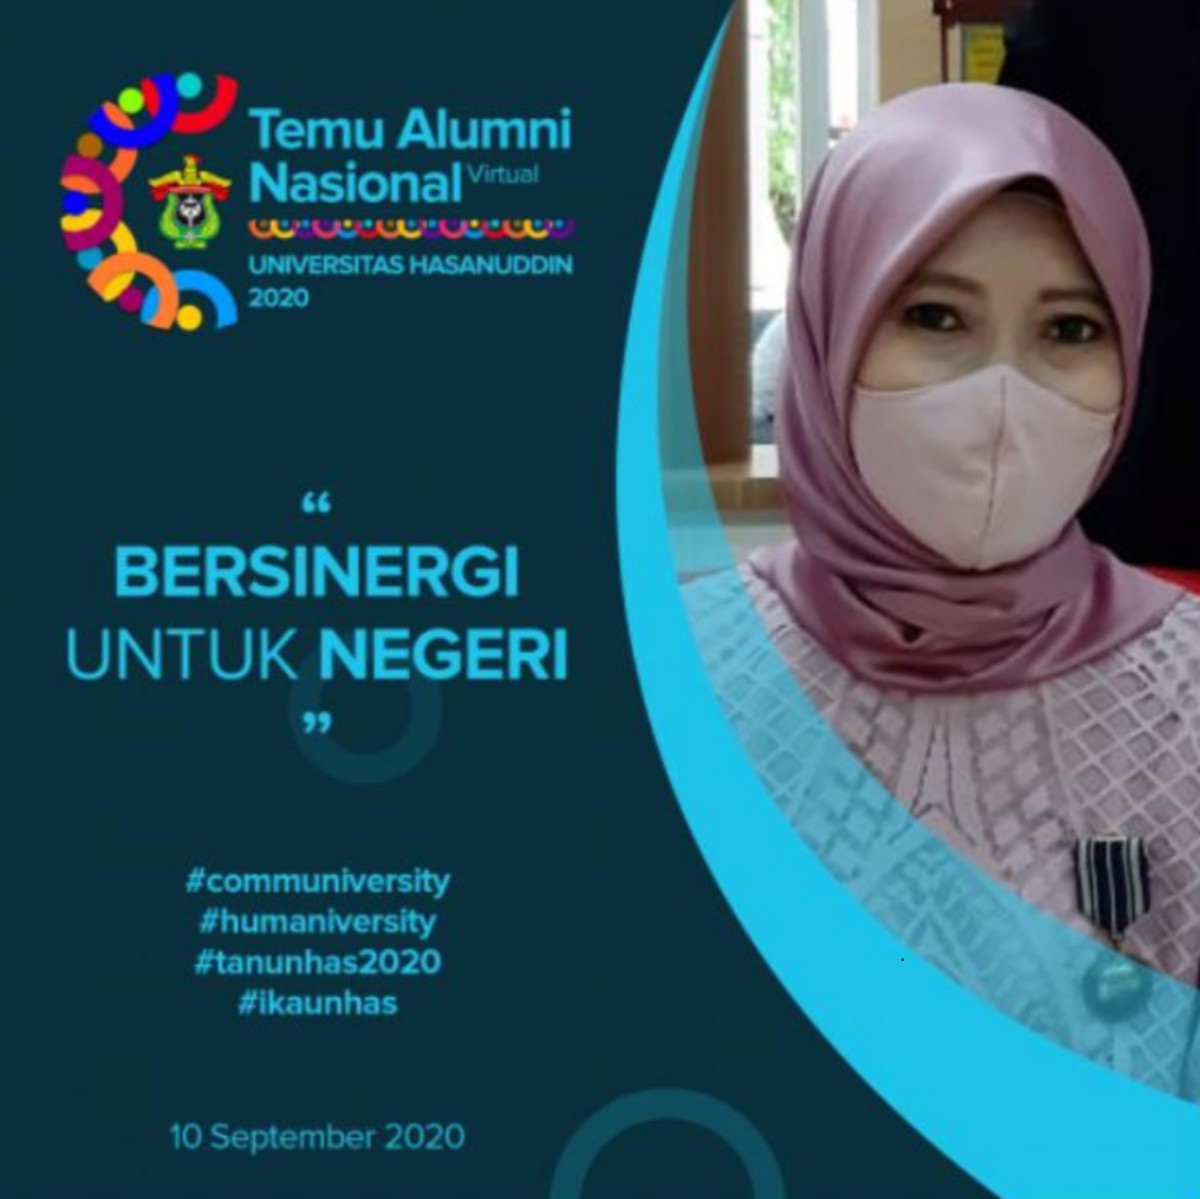 Temu Alumni
Nasional Virtual
UNIVERSITAS HASANUDDIN
2020
“
BERSINERGI
UNTUK NEGERI
”
#communiversity
#humaniversity
#tanunhas2020
#ikaunhas
10 September 2020